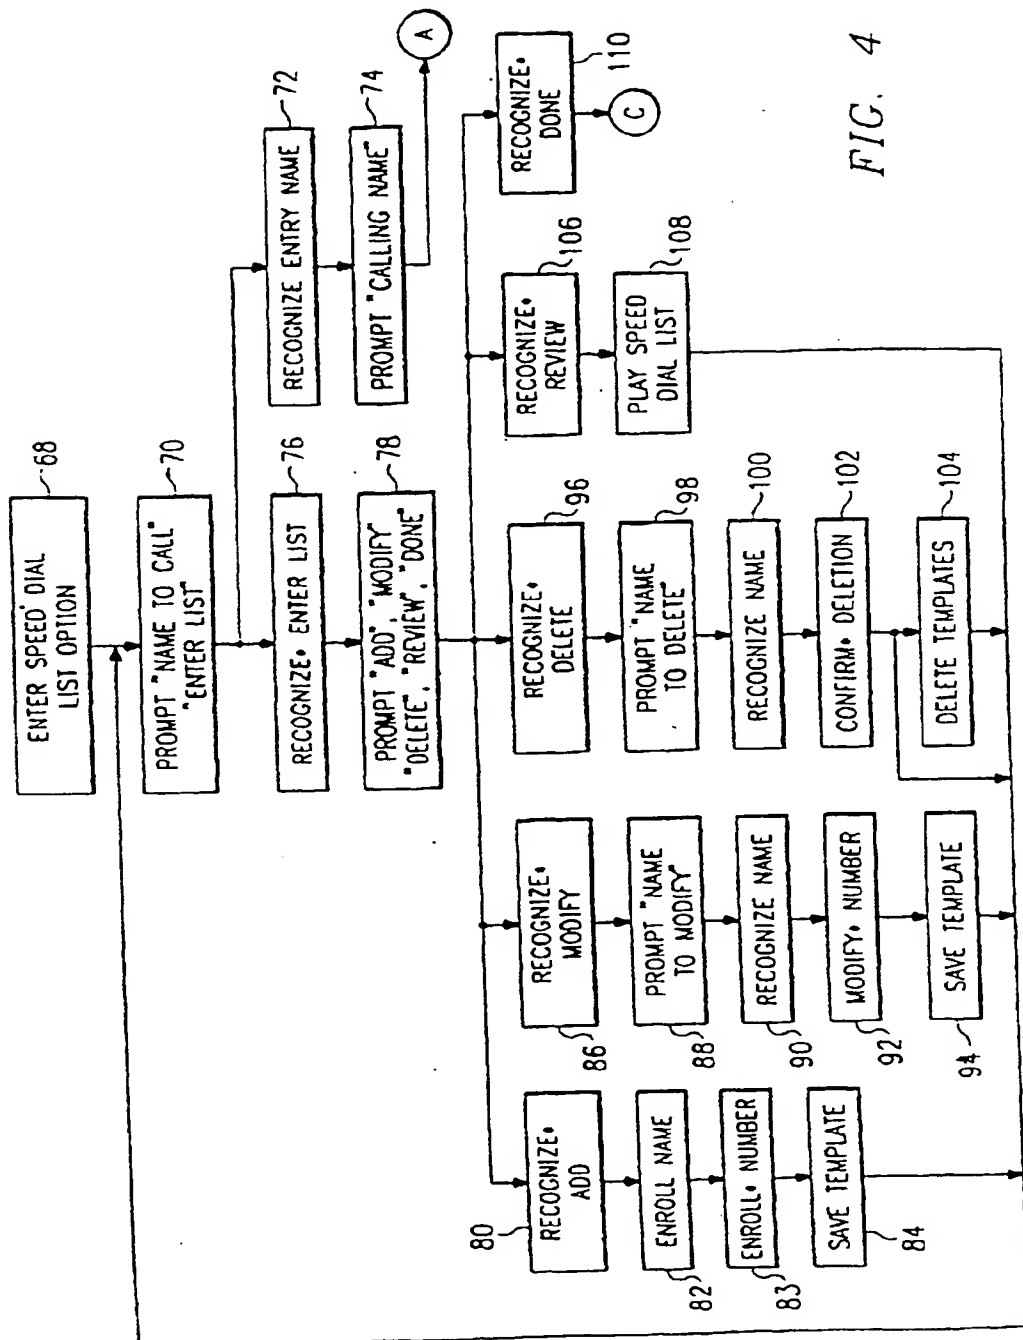 ENTER SPEED' DIAL
LIST OPTION
68
PROMPT "NAME TO CALL"
"ENTER LIST"
70
RECOGNIZE ENTRY NAME
72
PROMPT "CALLING NAME"
74
A
RECOGNIZE• ENTER LIST
76
PROMPT "ADD", "MODIFY"
"DELETE", "REVIEW", "DONE"
78
RECOGNIZE•
ADD
80
ENROLL NAME
82
ENROLL• NUMBER
83
SAVE TEMPLATE
84
RECOGNIZE•
MODIFY
86
PROMPT "NAME
TO MODIFY"
88
RECOGNIZE NAME
90
MODIFY• NUMBER
92
SAVE TEMPLATE
94
RECOGNIZE•
DELETE
96
PROMPT "NAME
TO DELETE"
98
RECOGNIZE NAME
100
CONFIRM• DELETION
102
DELETE TEMPLATES
104
RECOGNIZE•
REVIEW
106
PLAY SPEED
DIAL LIST
108
RECOGNIZE•
DONE
110
C
FIG. 4